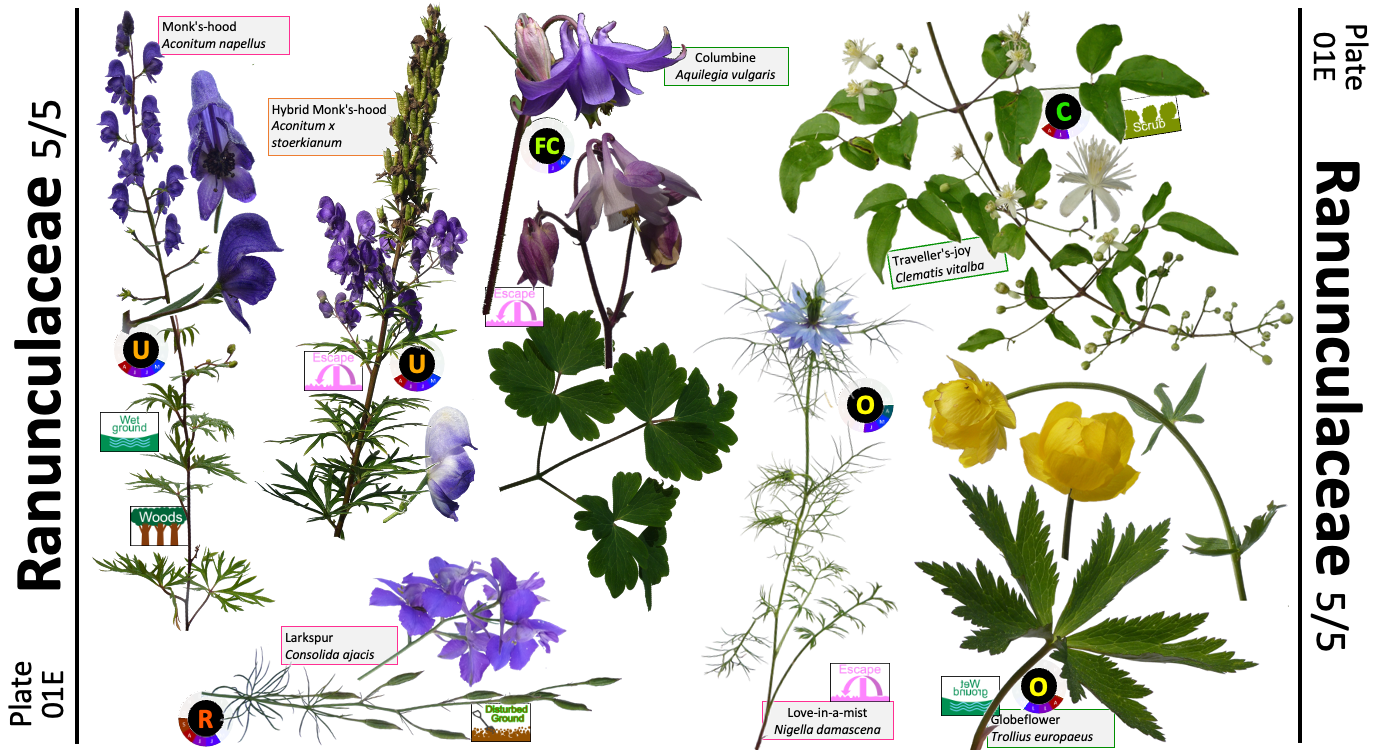 Ranunculaceae 5/5
Plate
01E
Monk's-hood
Aconitum napellus
U
A J J M
Wet
ground
Woods
Hybrid Monk's-hood
Aconitum x
stoerkianum
Escape
U
A J J M
Columbine
Aquilegia vulgaris
FC
J M
Escape
Larkspur
Consolida ajacis
R
Disturbed
Ground
Love-in-a-mist
Nigella damascena
Escape
O
Traveller's-joy
Clematis vitalba
C
Scrub
Globeflower
Trollius europaeus
O
Wet
ground
Plate
01E
Ranunculaceae 5/5